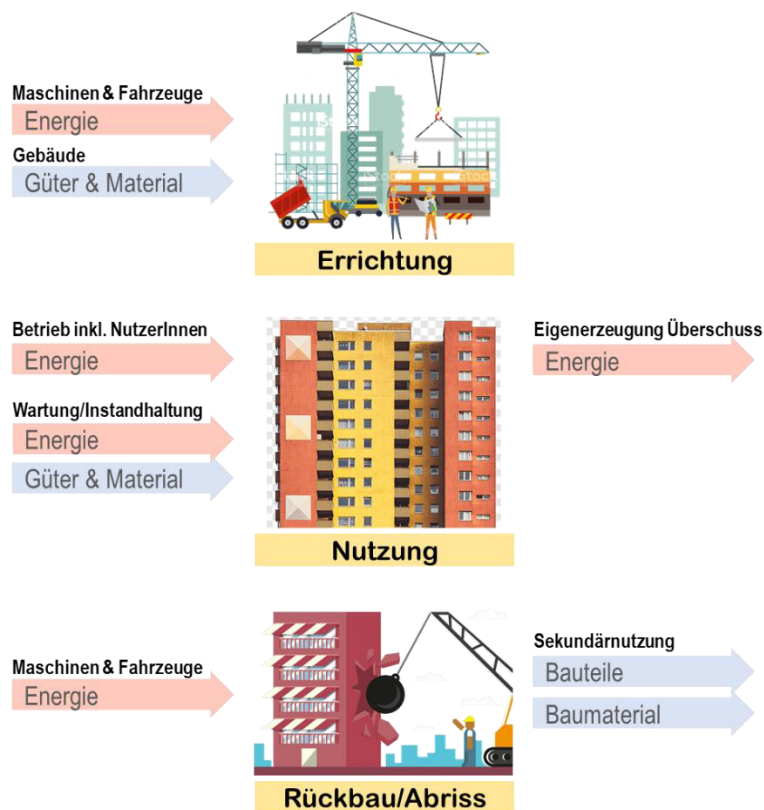 Maschinen & Fahrzeuge
Energie
Gebäude
Güter & Material
Errichtung
Betrieb inkl. NutzerInnen
Energie
Wartung/Instandhaltung
Energie
Güter & Material
Nutzung
Eigenerzeugung Überschuss
Energie
Maschinen & Fahrzeuge
Energie
Rückbau/Abriss
Sekundärnutzung
Bauteile
Baumaterial